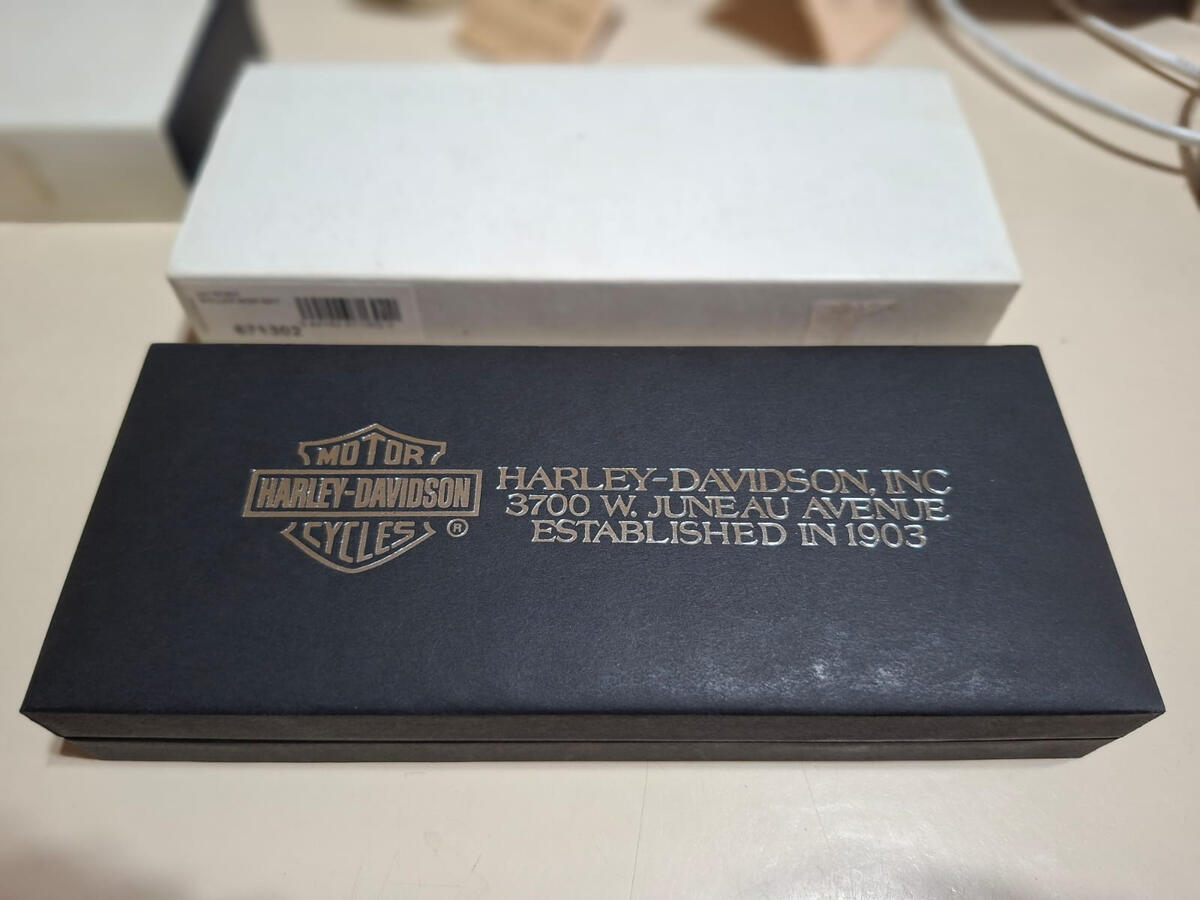 671302
MOTOR
HARLEY-DAVIDSON
CYCLES ®
HARLEY-DAVIDSON, INC
3700 W. JUNEAU AVENUE
ESTABLISHED IN 1903